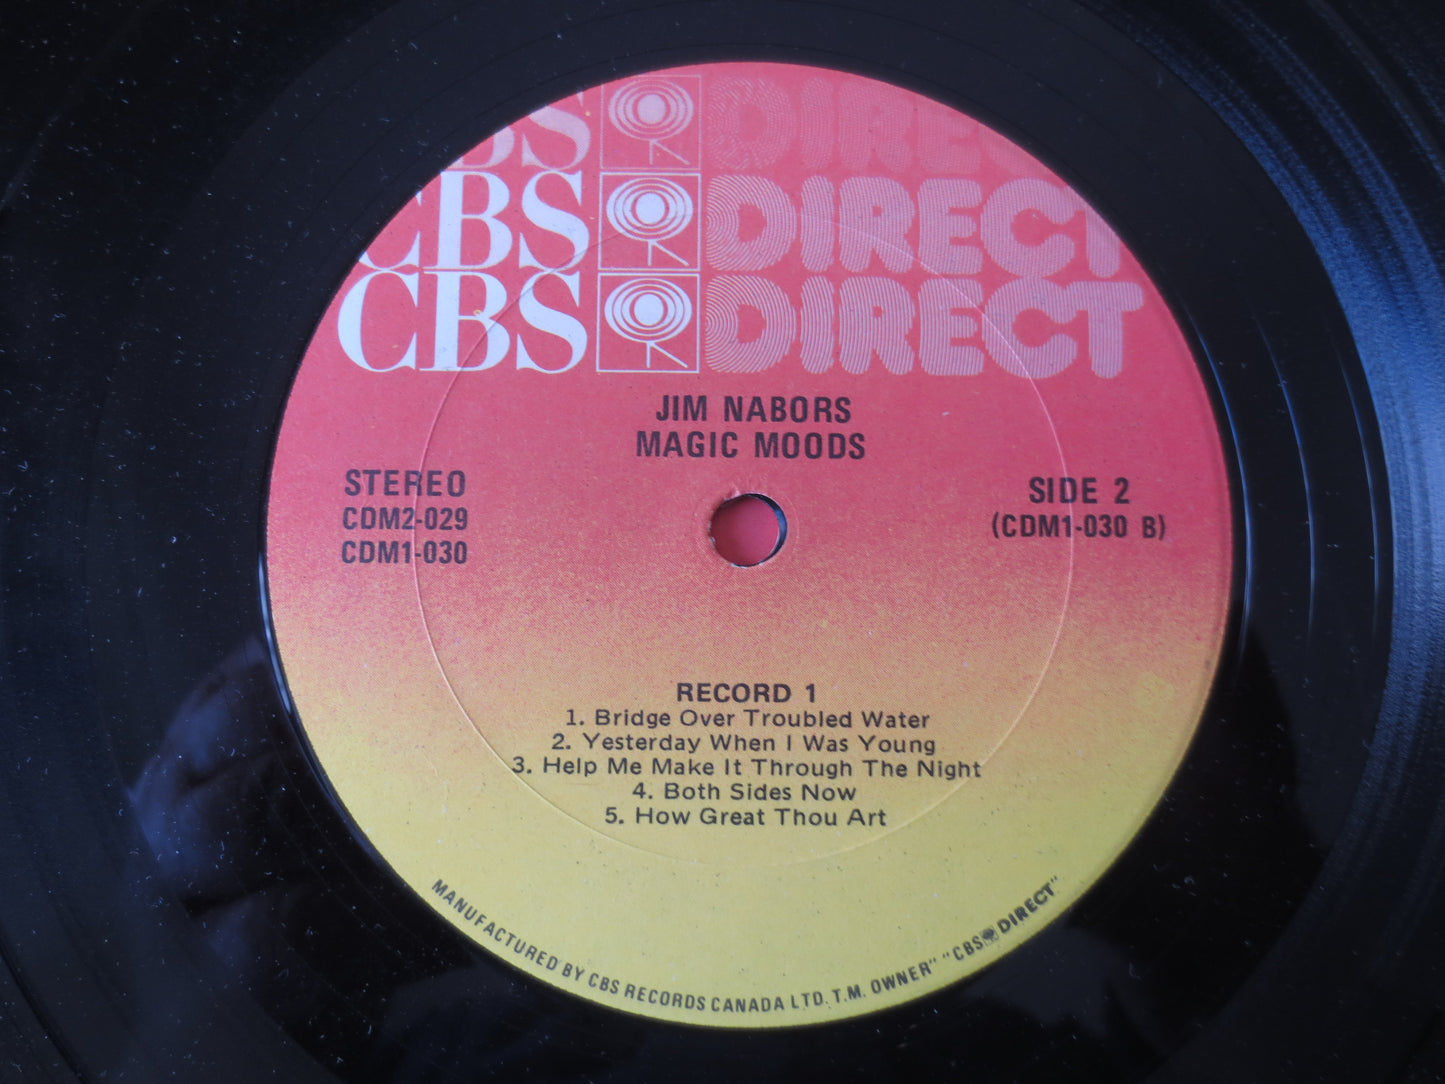 BS DIREC
CBS DIRECT
CBS DIRECT
JIM NABORS
MAGIC MOODS
STEREO
CDM2-029
CDM1-030
SIDE 2
(CDM1-030 B)
RECORD 1
1. Bridge Over Troubled Water
2. Yesterday When I Was Young
3. Help Me Make It Through The Night
4. Both Sides Now
5. How Great Thou Art
MANUFACTURED BY CBS RECORDS CANADA LTD. T.M. OWNER" "CBS DIRECT"